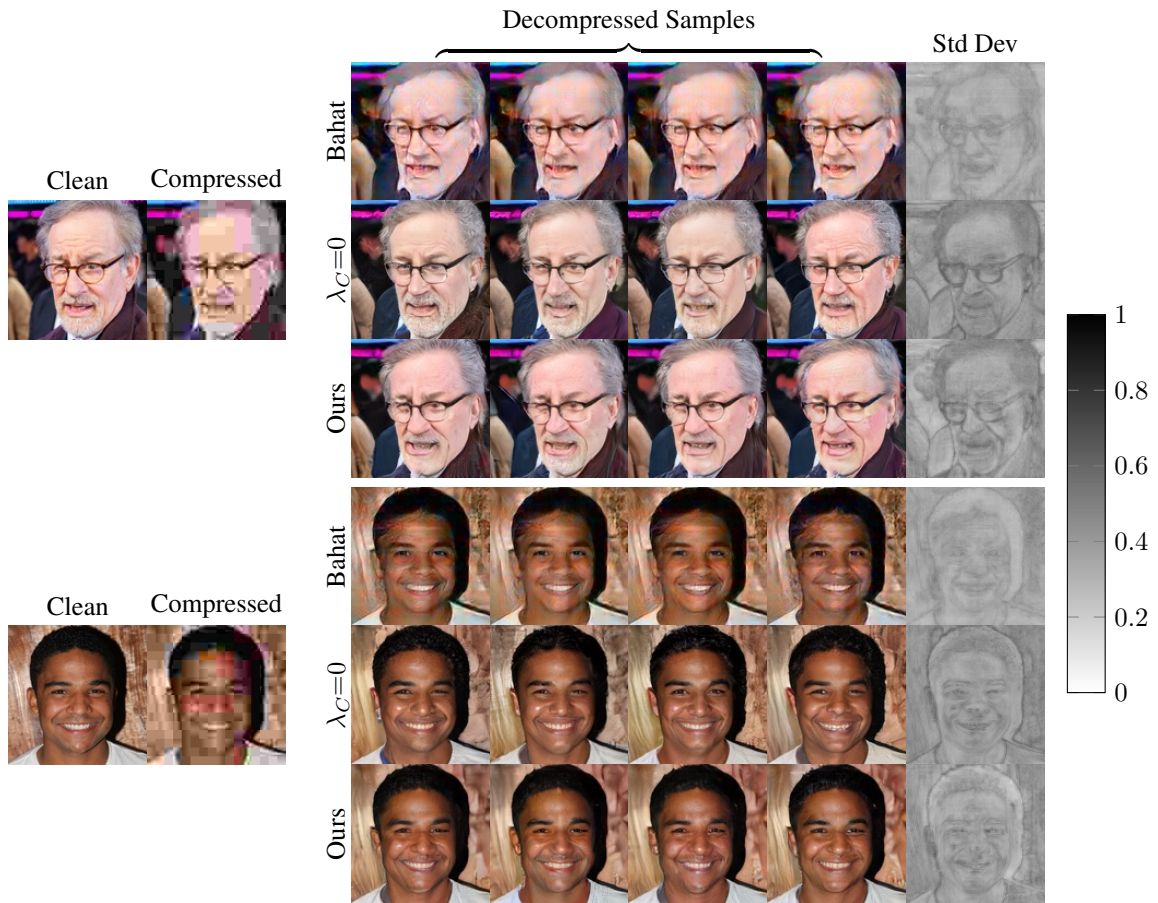 Decompressed Samples
Std Dev
Bahat
Clean
Compressed
λ_C=0
Ours
1
0.8
0.6
0.4
0.2
0
Bahat
Clean
Compressed
λ_C=0
Ours